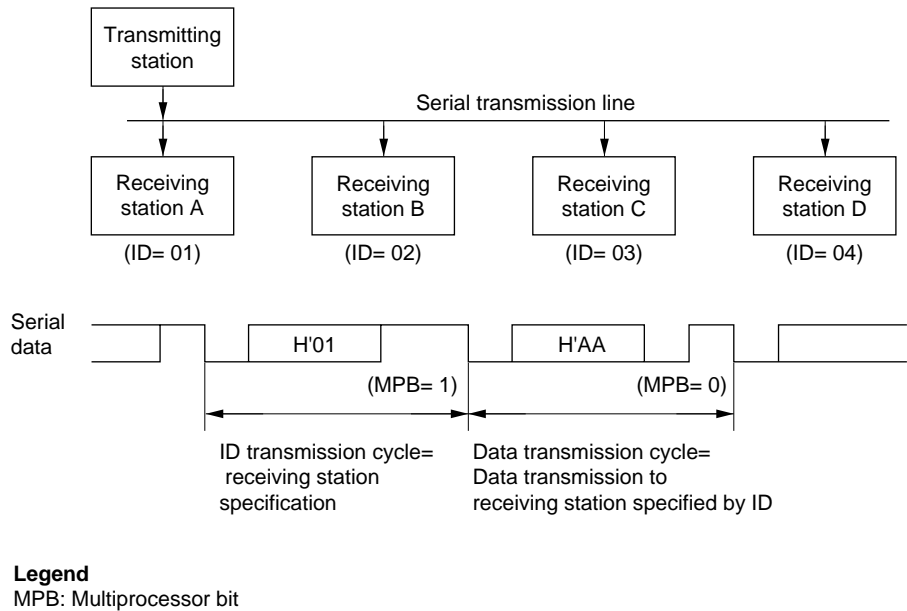 Transmitting
station
Serial transmission line
Receiving
station A
Receiving
station B
Receiving
station C
Receiving
station D
(ID= 01)
(ID= 02)
(ID= 03)
(ID= 04)
Serial
data
H'01
H'AA
(MPB= 1)
(MPB= 0)
ID transmission cycle=
receiving station
specification
Data transmission cycle=
Data transmission to
receiving station specified by ID
Legend
MPB: Multiprocessor bit